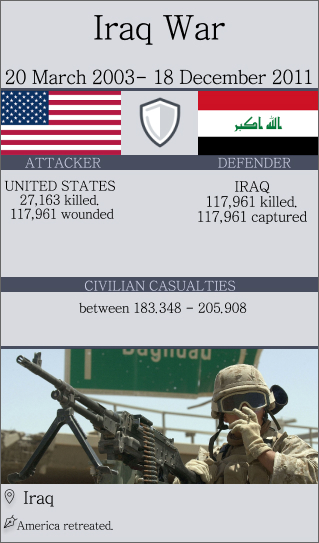 Iraq War
20 March 2003- 18 December 2011
الله اكبر
ATTACKER
DEFENDER
UNITED STATES
27,163 killed.
117,961 wounded
IRAQ
117,961 killed.
117,961 captured
CIVILIAN CASUALTIES
between 183.348 - 205.908
Baghdad
Iraq
America retreated.